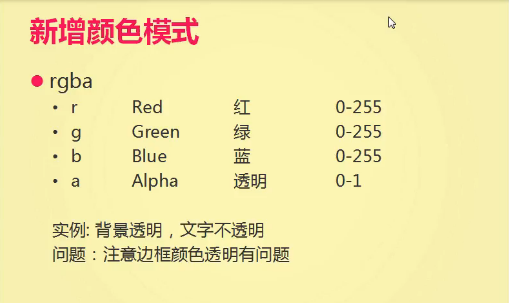 新增颜色模式
rgba
• r Red 红 0-255
• g Green 绿 0-255
• b Blue 蓝 0-255
• a Alpha 透明 0-1
实例: 背景透明，文字不透明
问题：注意边框颜色透明有问题